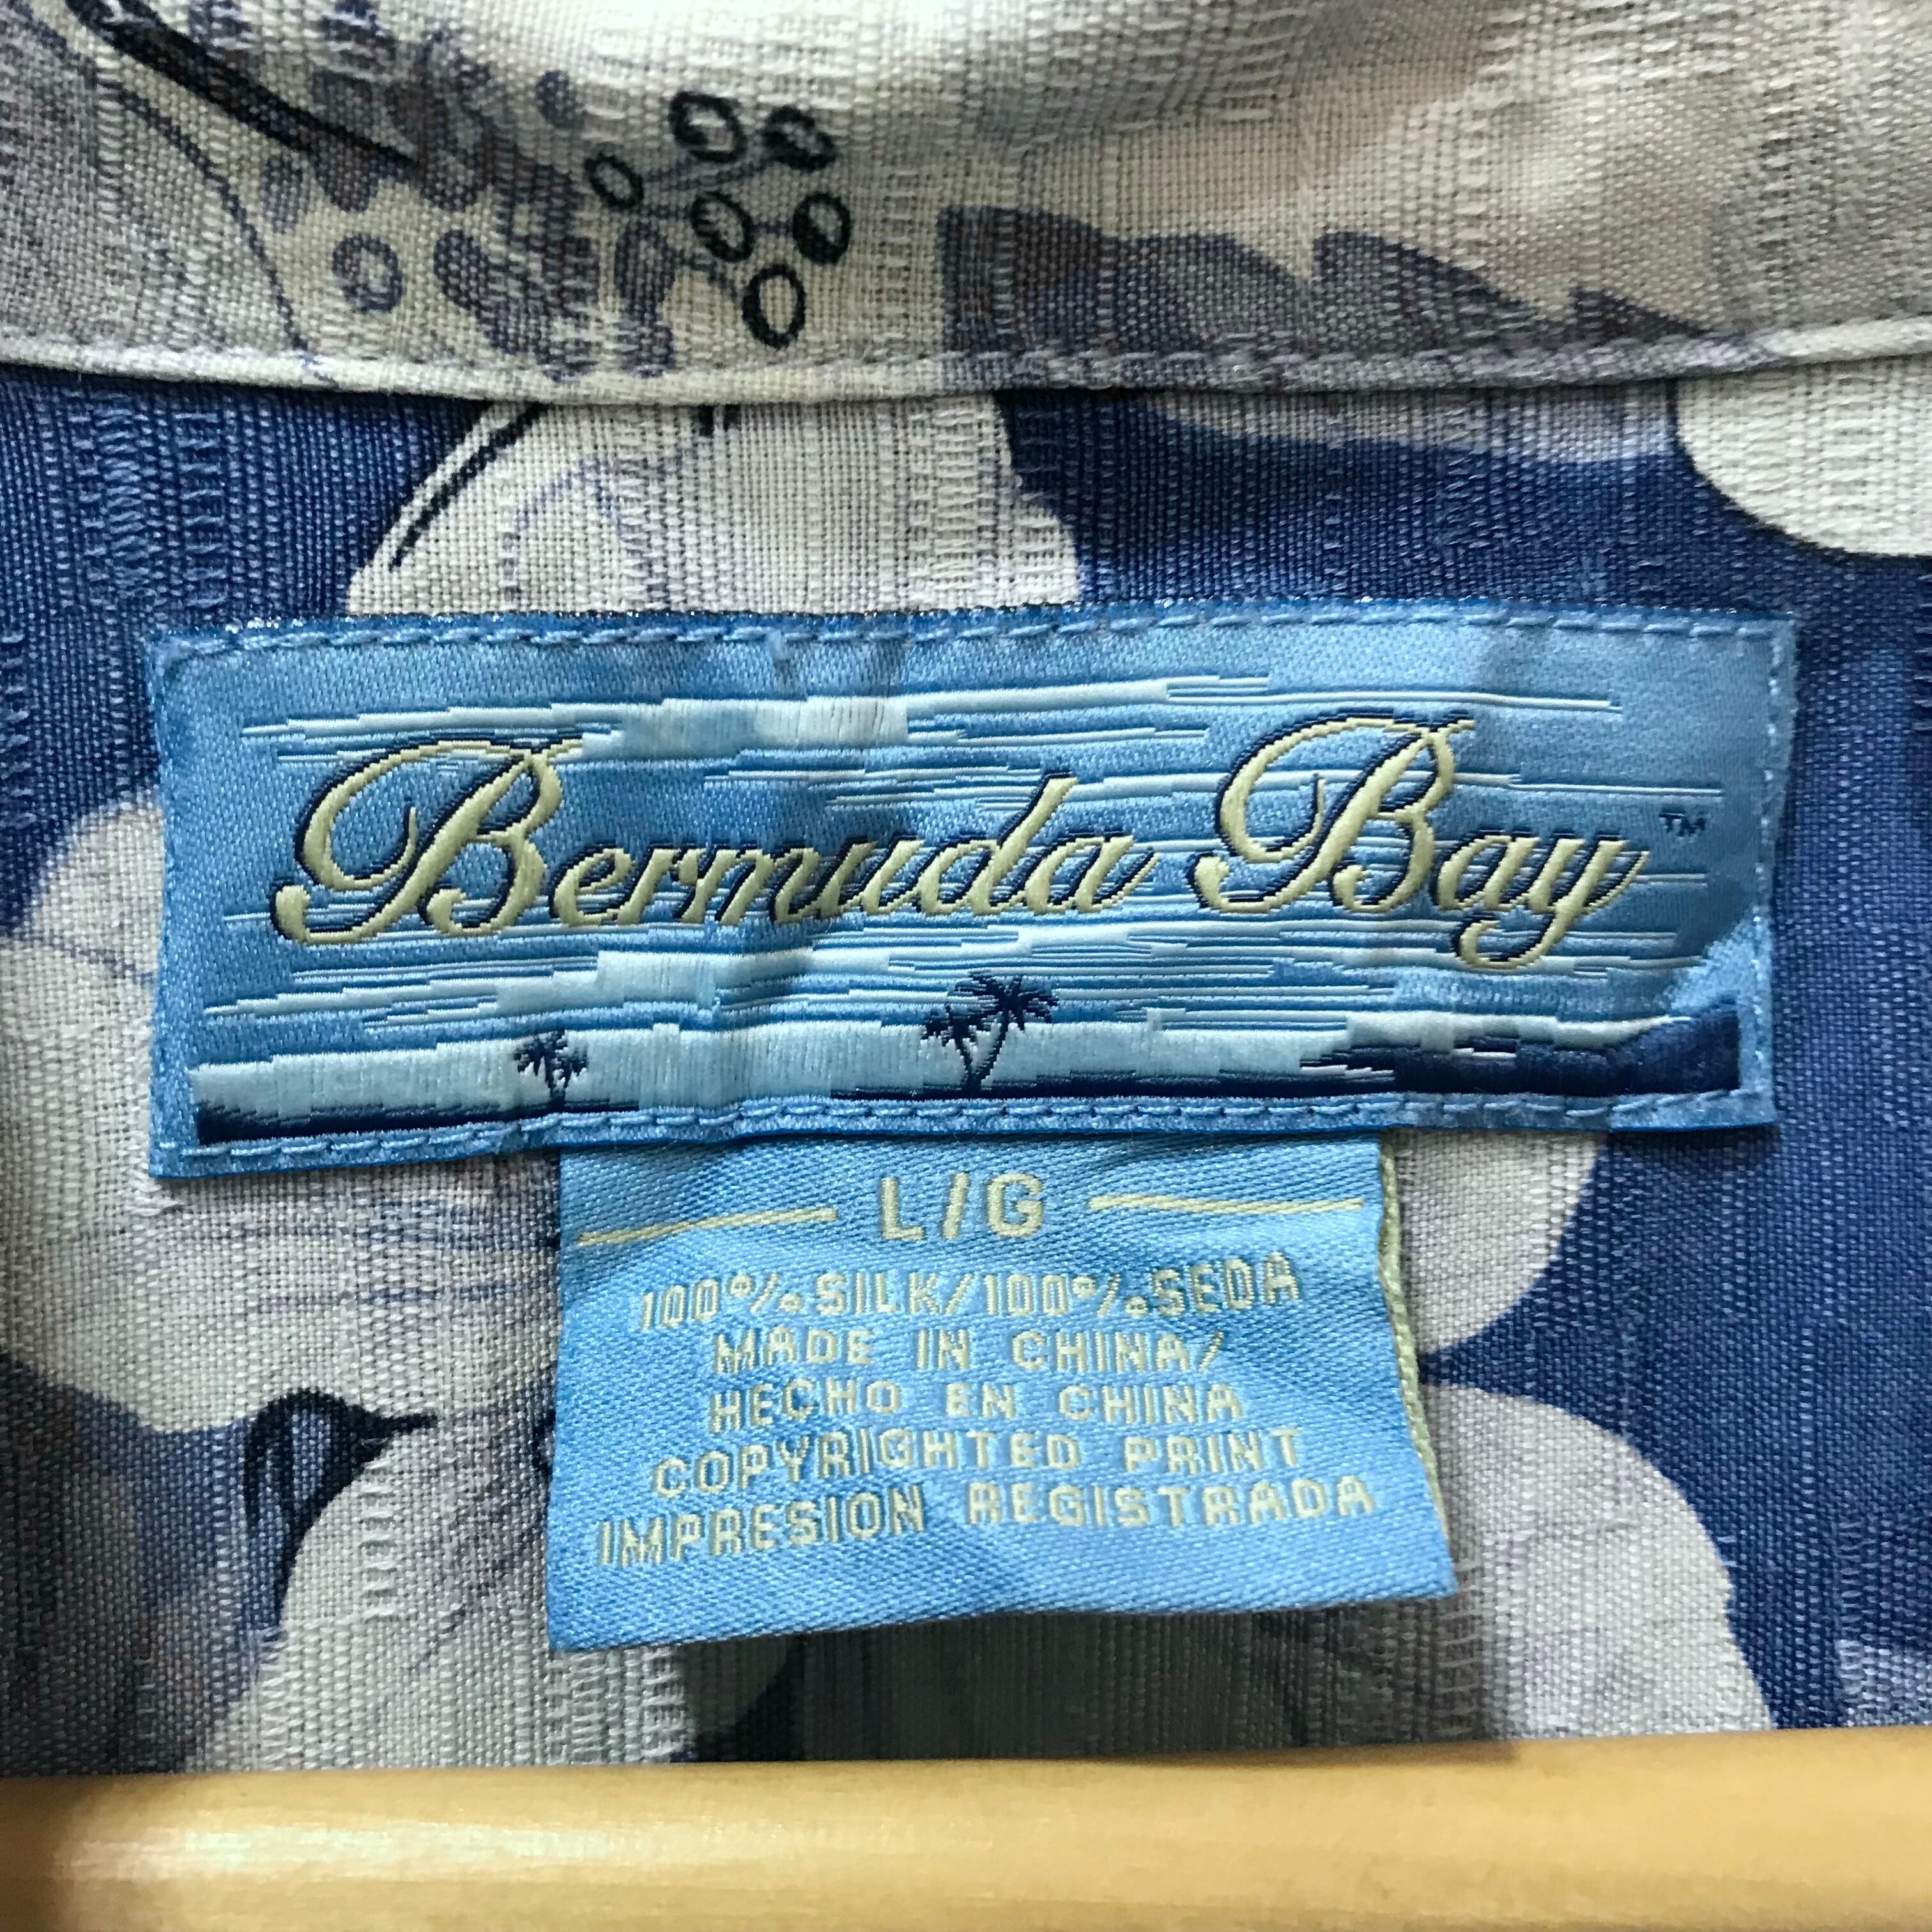 Bermuda Bay™
L/G
100% SILK/100% SEDA
MADE IN CHINA/
HECHO EN CHINA
COPYRIGHTED PRINT
IMPRESION REGISTRADA